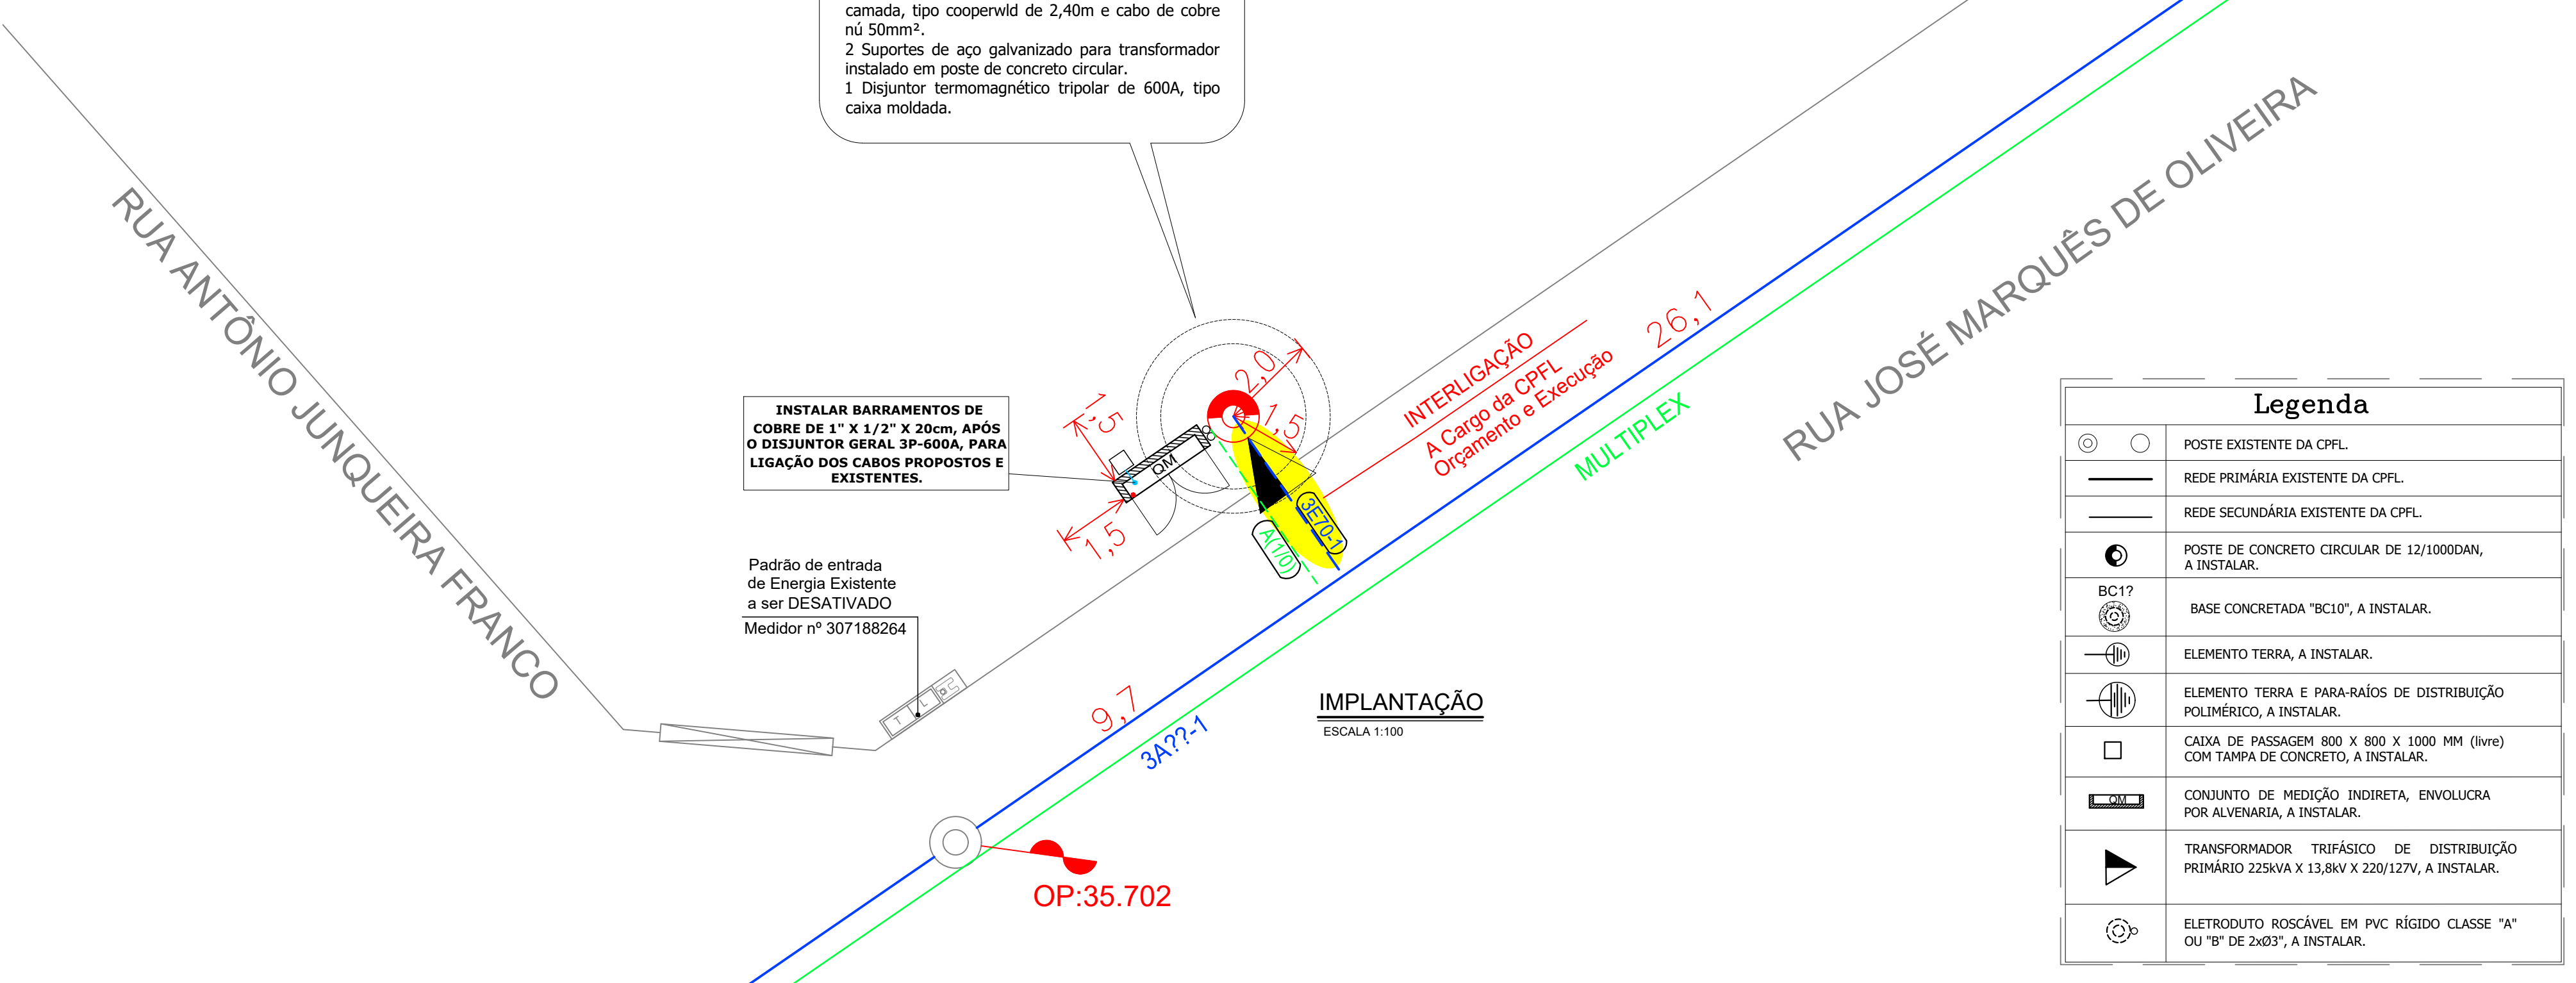 camada, tipo cooperwld de 2,40m e cabo de cobre
nú 50mm².
2 Suportes de aço galvanizado para transformador
instalado em poste de concreto circular.
1 Disjuntor termomagnético tripolar de 600A, tipo
caixa moldada.
RUA ANTÔNIO JUNQUEIRA FRANCO
RUA JOSÉ MARQUÊS DE OLIVEIRA
INSTALAR BARRAMENTOS DE
COBRE DE 1" X 1/2" X 20cm, APÓS
O DISJUNTOR GERAL 3P-600A, PARA
LIGAÇÃO DOS CABOS PROPOSTOS E
EXISTENTES.
1,5
1,5
QM
2,0
1,5
INTERLIGAÇÃO
A Cargo da CPFL
Orçamento e Execução
26,1
MULTIPLEX
3E70-1
A(1/0)
Padrão de entrada
de Energia Existente
a ser DESATIVADO
Medidor nº 307188264
T
L
9,7
3A??-1
OP:35.702
IMPLANTAÇÃO
ESCALA 1:100
Legenda
POSTE EXISTENTE DA CPFL.
REDE PRIMÁRIA EXISTENTE DA CPFL.
REDE SECUNDÁRIA EXISTENTE DA CPFL.
POSTE DE CONCRETO CIRCULAR DE 12/1000DAN,
A INSTALAR.
BC1?
BASE CONCRETADA "BC10", A INSTALAR.
ELEMENTO TERRA, A INSTALAR.
ELEMENTO TERRA E PARA-RAÍOS DE DISTRIBUIÇÃO
POLIMÉRICO, A INSTALAR.
CAIXA DE PASSAGEM 800 X 800 X 1000 MM (livre)
COM TAMPA DE CONCRETO, A INSTALAR.
QM
CONJUNTO DE MEDIÇÃO INDIRETA, ENVOLUCRA
POR ALVENARIA, A INSTALAR.
TRANSFORMADOR TRIFÁSICO DE DISTRIBUIÇÃO
PRIMÁRIO 225kVA X 13,8kV X 220/127V, A INSTALAR.
ELETRODUTO ROSCÁVEL EM PVC RÍGIDO CLASSE "A"
OU "B" DE 2xØ3", A INSTALAR.